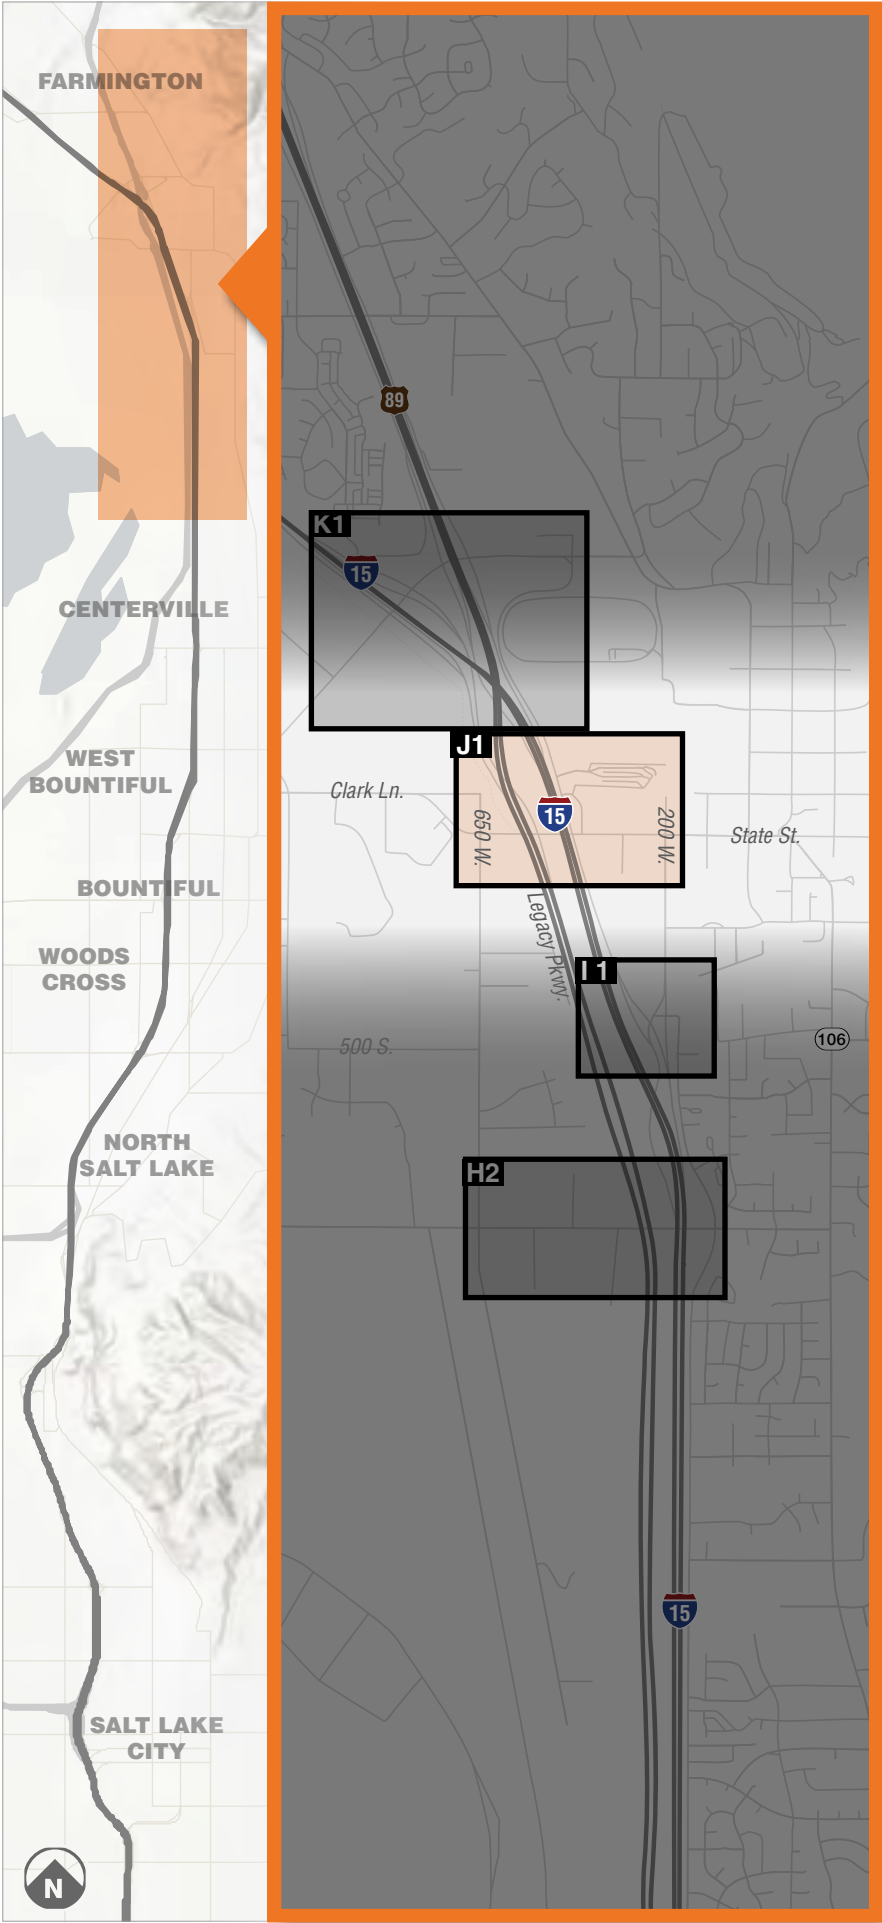 FARMINGTON
CENTERVILLE
WEST
BOUNTIFUL
BOUNTIFUL
WOODS
CROSS
NORTH
SALT LAKE
SALT LAKE
CITY
N
89
K1
15
J1
Clark Ln.
650 W.
15
200 W.
State St.
Legacy Pkwy.
I 1
500 S.
106
H2
15